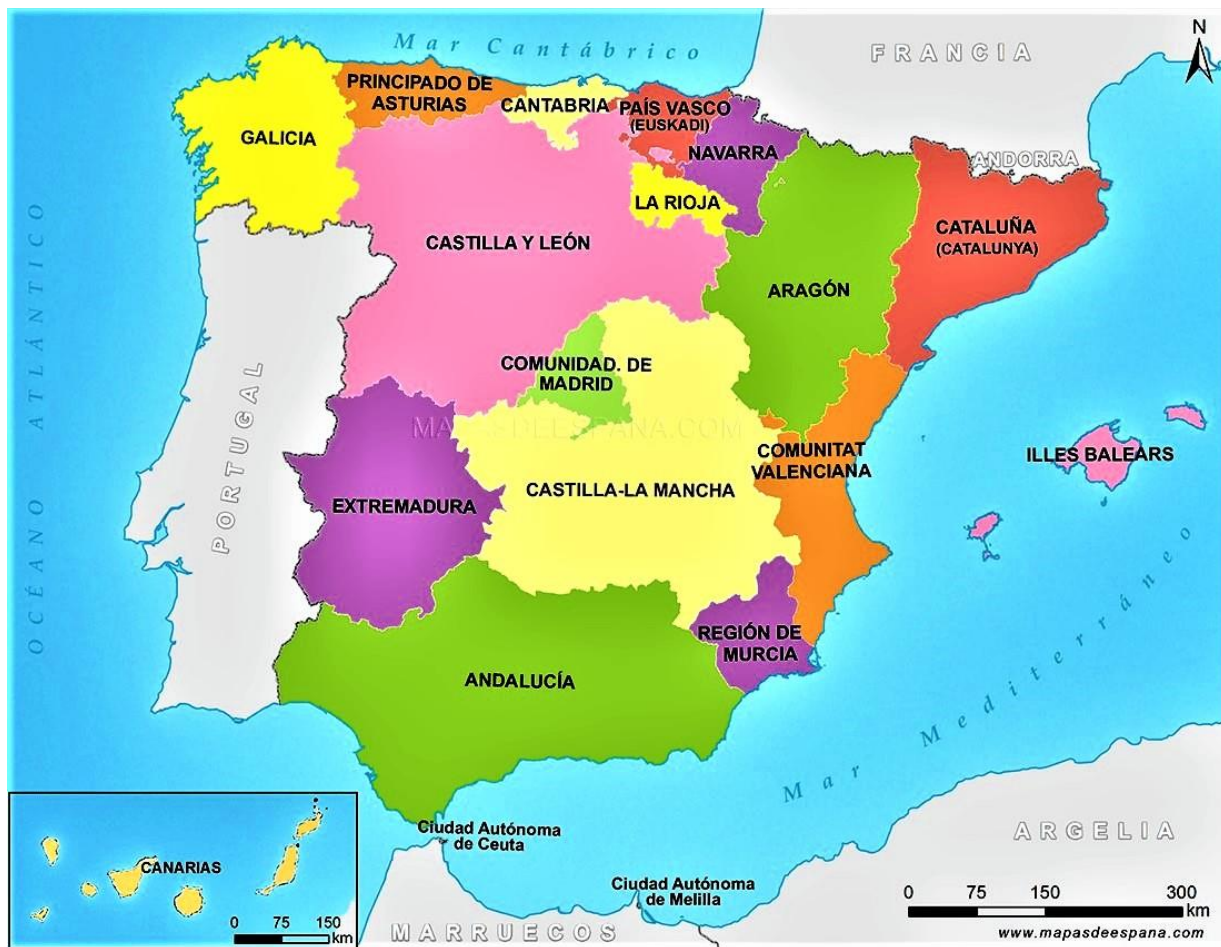 Mar Cantábrico
FRANCIA
N
PRINCIPADO DE
ASTURIAS
CANTABRIA
PAÍS VASCO
(EUSKADI)
GALICIA
NAVARRA
ANDORRA
LA RIOJA
CATALUÑA
(CATALUNYA)
CASTILLA Y LEÓN
ARAGÓN
OCÉANO ATLÁNTICO
PORTUGAL
COMUNIDAD. DE
MADRID
MAPASDEESPANA.COM
COMUNITAT
VALENCIANA
ILLES BALEARS
CASTILLA-LA MANCHA
EXTREMADURA
REGIÓN DE
MURCIA
ANDALUCÍA
Mar Mediterráneo
Ciudad Autónoma
de Ceuta
ARGELIA
CANARIAS
Ciudad Autónoma
de Melilla
0 75 150 km
0 75 150 300 km
MARRUECOS
www.mapasdeespana.com